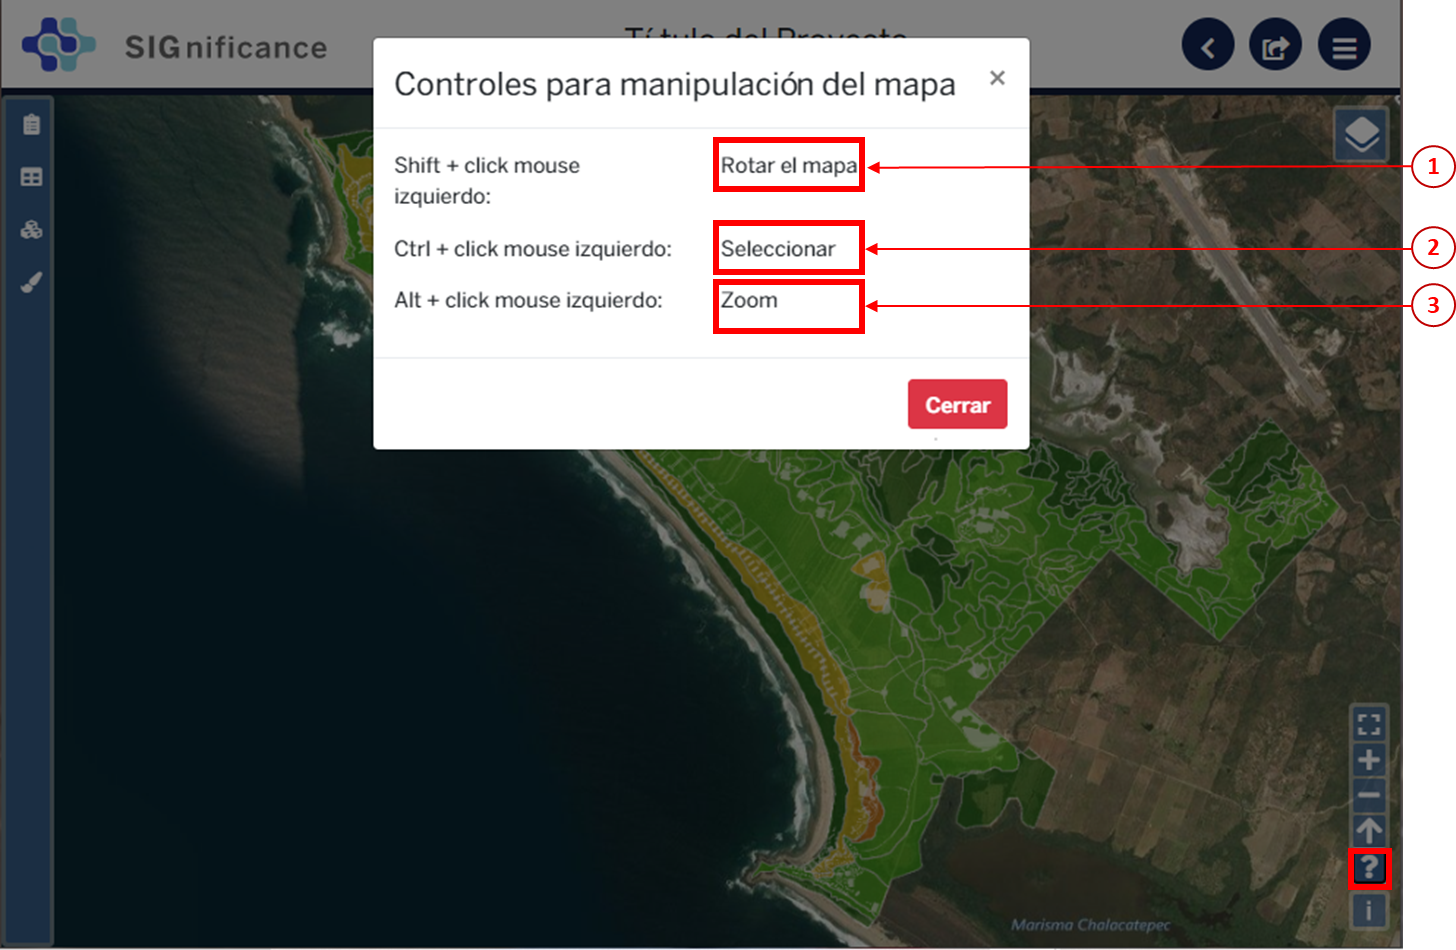 SIGnificance
Título del Proyecto
Controles para manipulación del mapa ×
Shift + click mouse
izquierdo:
Rotar el mapa
1
Ctrl + click mouse izquierdo:
Seleccionar
2
Alt + click mouse izquierdo:
Zoom
3
Cerrar
?
i
Marisma Chalacatepec